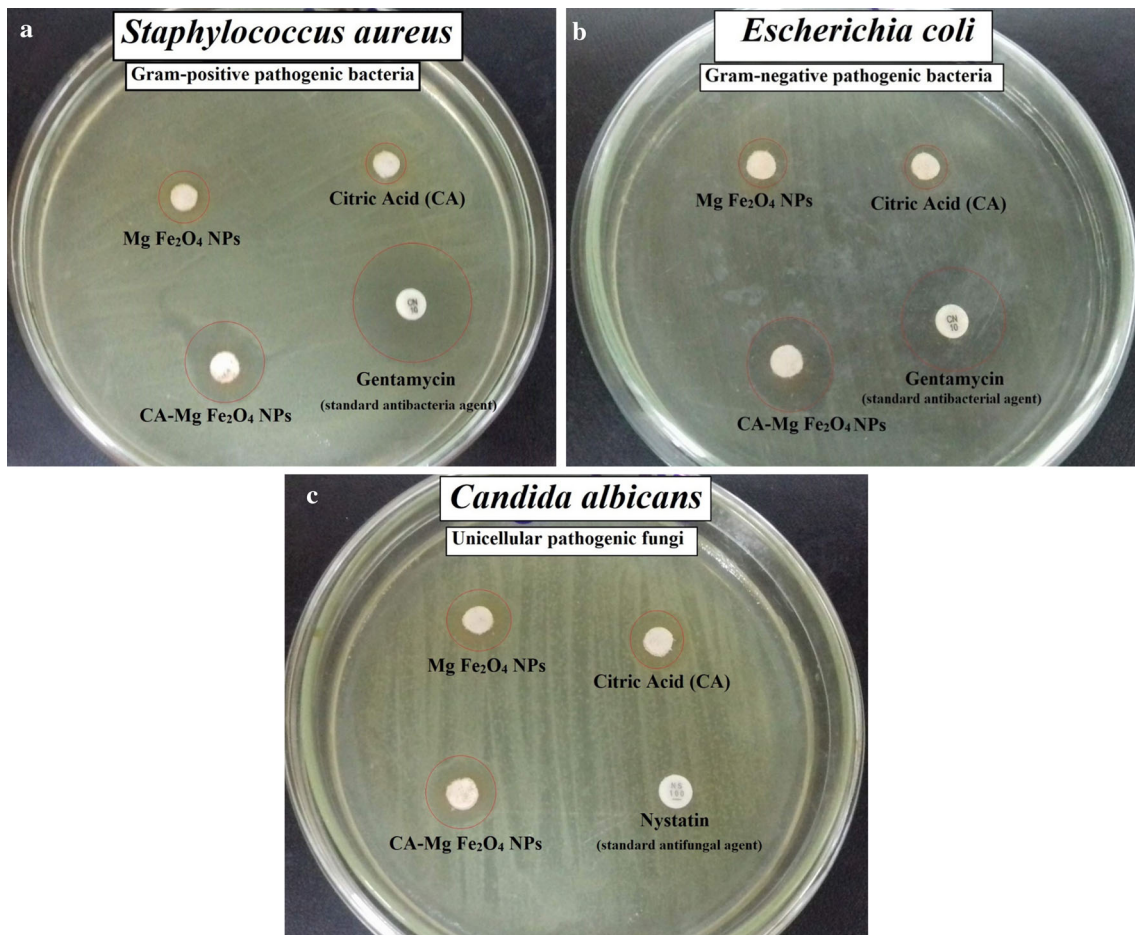 a
Staphylococcus aureus
Gram-positive pathogenic bacteria
Citric Acid (CA)
Mg Fe₂O₄ NPs
CN
10
Gentamycin
(standard antibacteria agent)
CA-Mg Fe₂O₄ NPs
b
Escherichia coli
Gram-negative pathogenic bacteria
Mg Fe₂O₄ NPs
Citric Acid (CA)
CN
10
Gentamycin
(standard antibacterial agent)
CA-Mg Fe₂O₄ NPs
c
Candida albicans
Unicellular pathogenic fungi
Mg Fe₂O₄ NPs
Citric Acid (CA)
NS
100
Nystatin
(standard antifungal agent)
CA-Mg Fe₂O₄ NPs